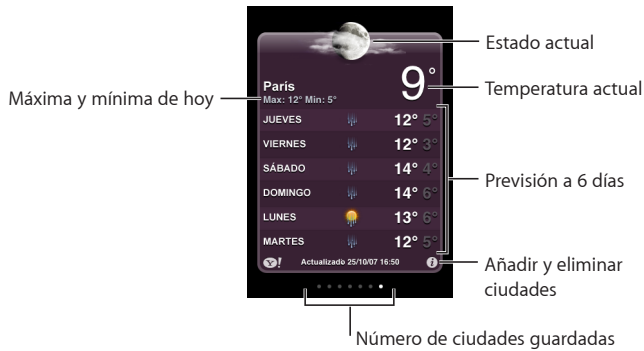 Estado actual
París
9°
Temperatura actual
Máxima y mínima de hoy
Max: 12° Min: 5°
JUEVES 12° 5°
VIERNES 12° 3°
SÁBADO 14° 4°
Previsión a 6 días
DOMINGO 14° 6°
LUNES 13° 6°
MARTES 12° 5°
Y! Actualizado 25/10/07 16:50 i
Añadir y eliminar
ciudades
Número de ciudades guardadas